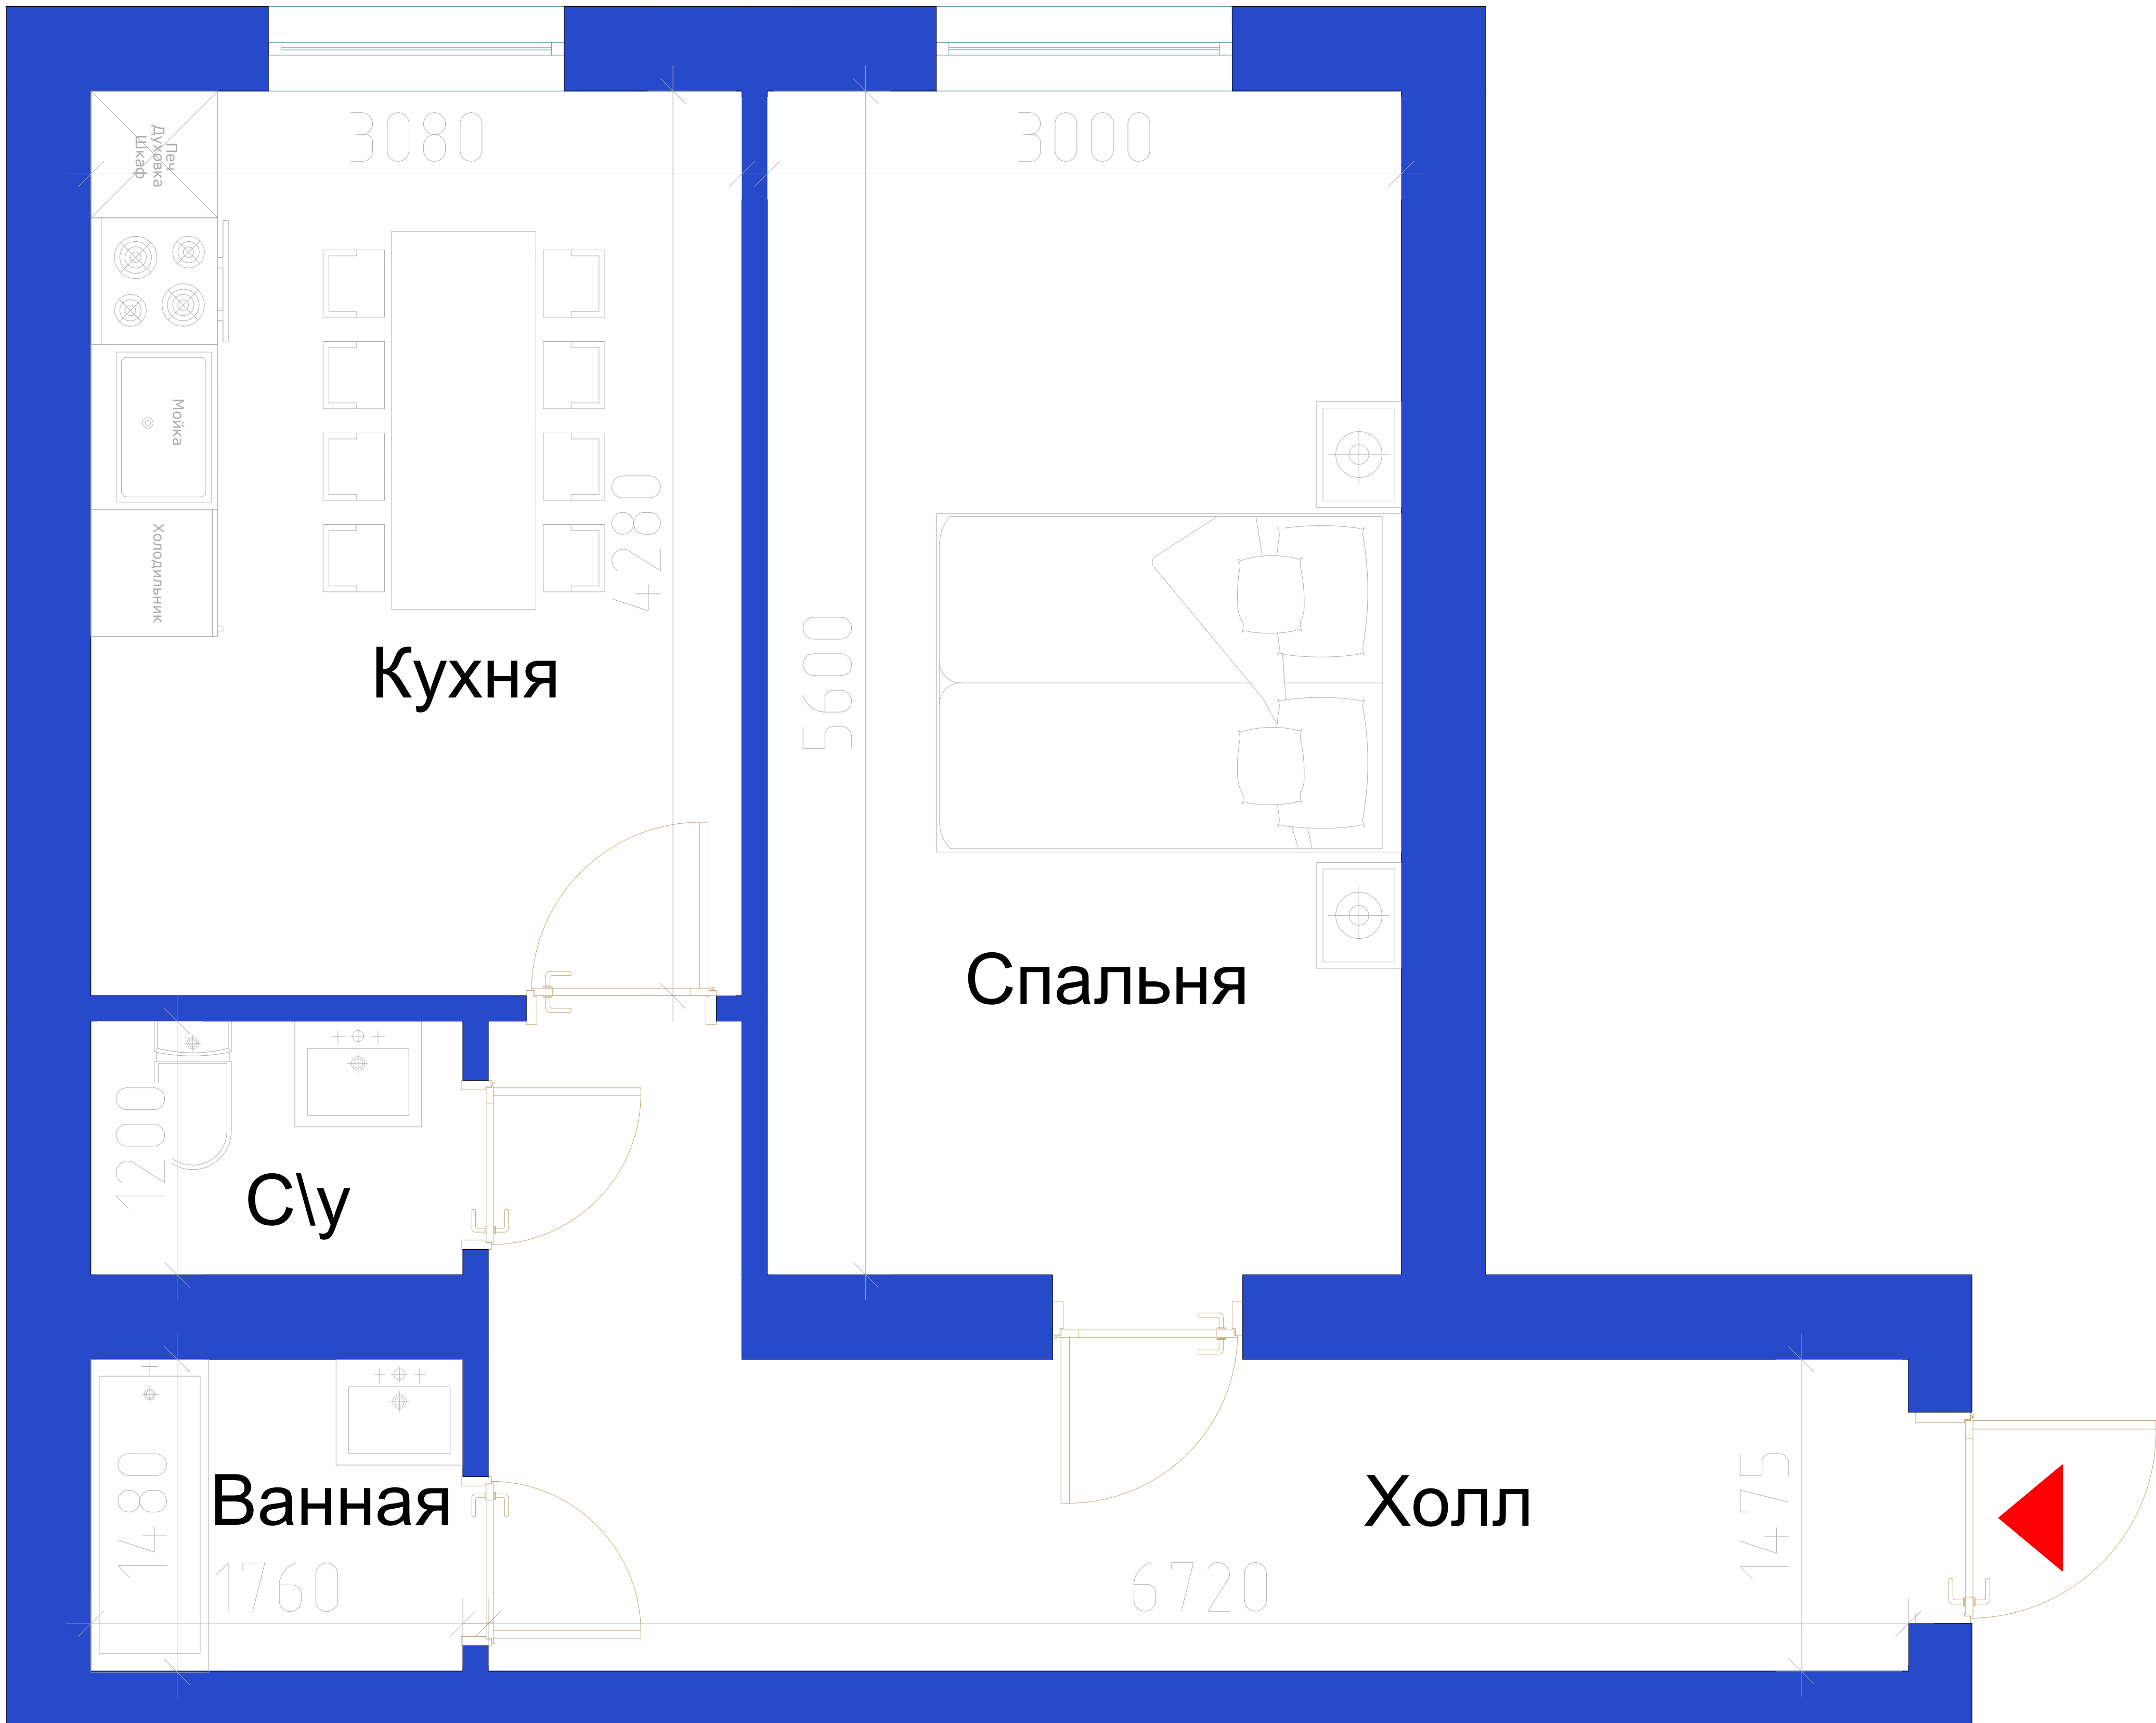 3080
3000
Печ
Духовка
Шкаф
Мойка
4280
Холодильник
5600
Кухня
Спальня
1200
С\у
1480
Ванная
Холл
1475
1760
6720